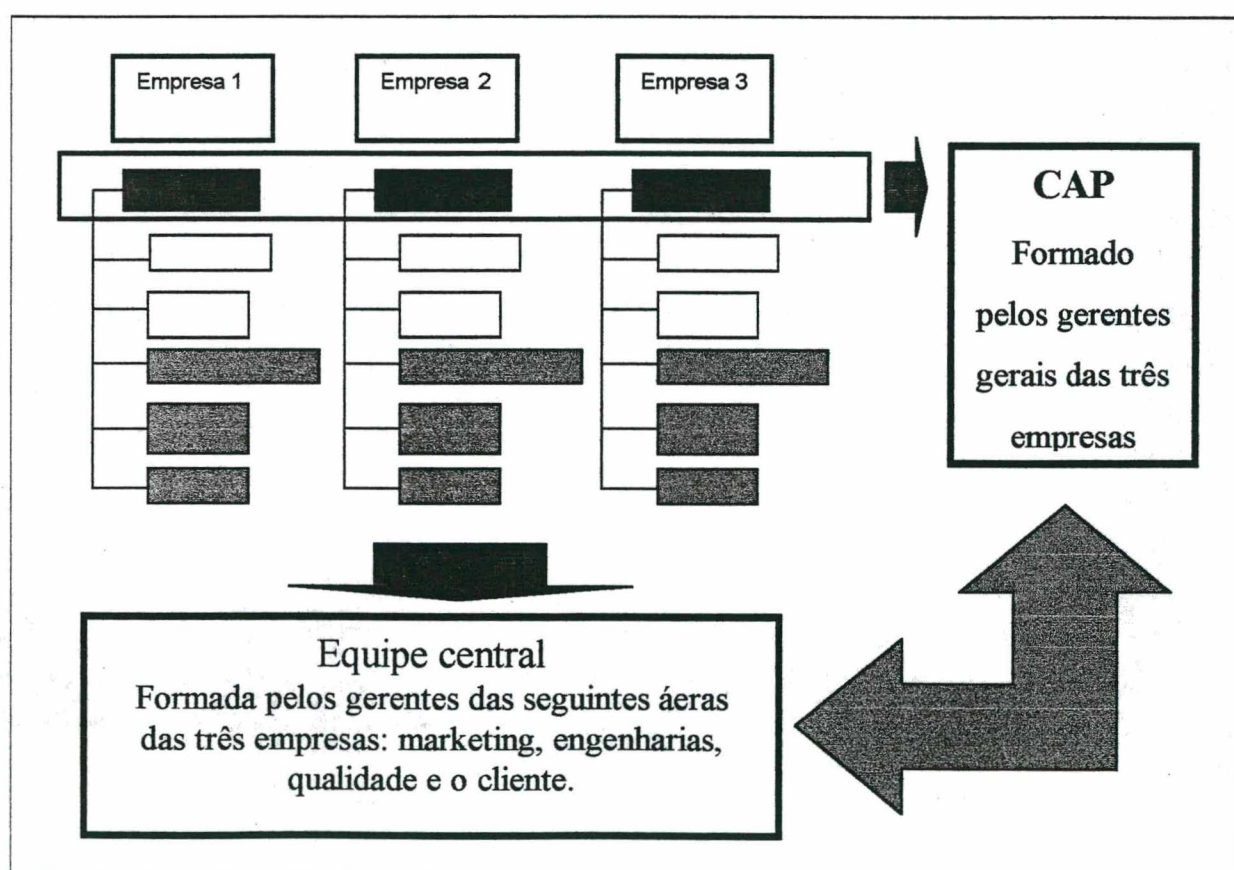 Empresa 1
Empresa 2
Empresa 3
CAP
Formado
pelos gerentes
gerais das três
empresas
Equipe central
Formada pelos gerentes das seguintes áeras
das três empresas: marketing, engenharias,
qualidade e o cliente.